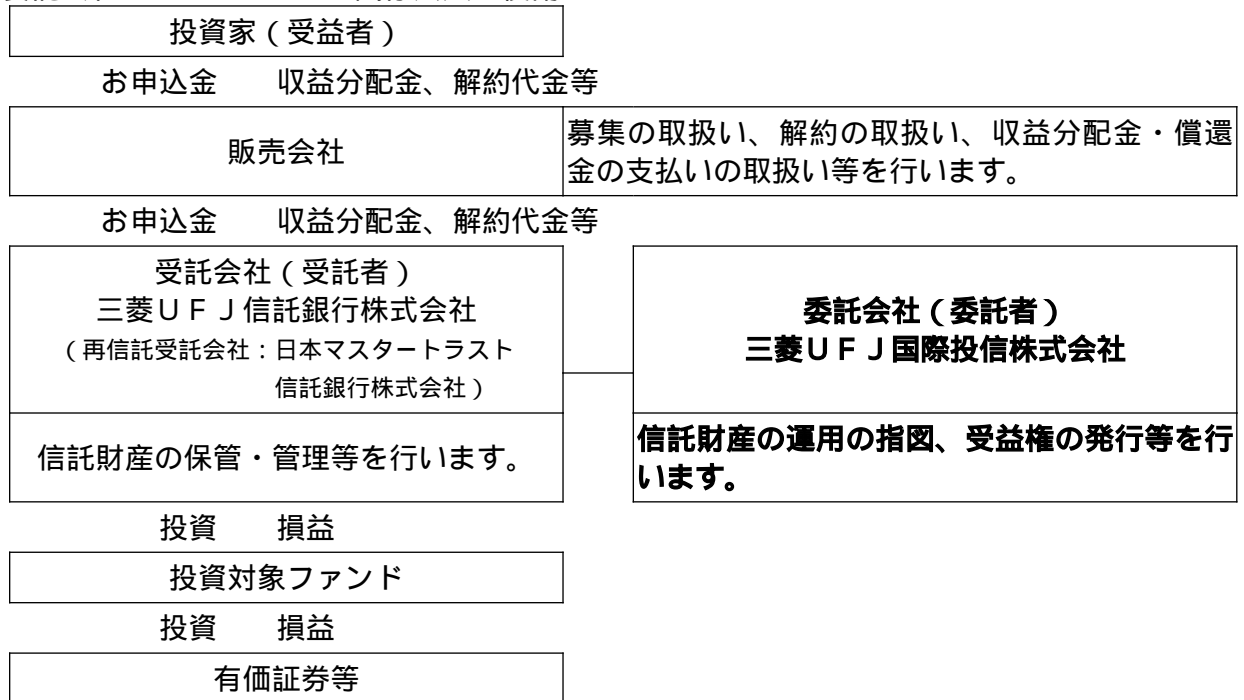 投資家(受益者)
お申込金　　収益分配金、解約代金等
販売会社
募集の取扱い、解約の取扱い、収益分配金・償還
金の支払いの取扱い等を行います。
お申込金　　収益分配金、解約代金等
受託会社(受託者)
三菱UFJ信託銀行株式会社
(再信託受託会社:日本マスタートラスト
信託銀行株式会社)
委託会社(委託者)
三菱UFJ国際投信株式会社
信託財産の保管・管理等を行います。
信託財産の運用の指図、受益権の発行等を行
います。
投資　　損益
投資対象ファンド
投資　　損益
有価証券等